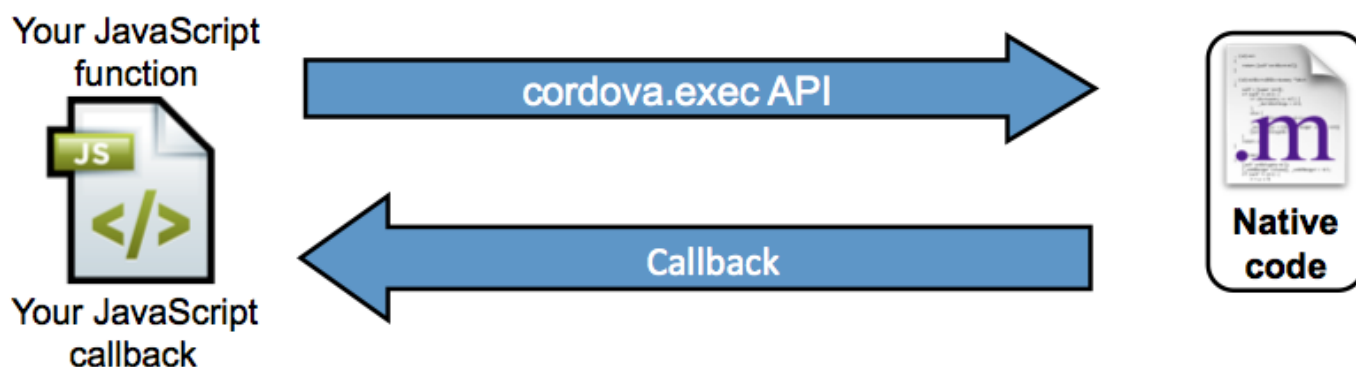 Your JavaScript
function
cordova.exec API
JS
</>
.m
Callback
Native
code
Your JavaScript
callback